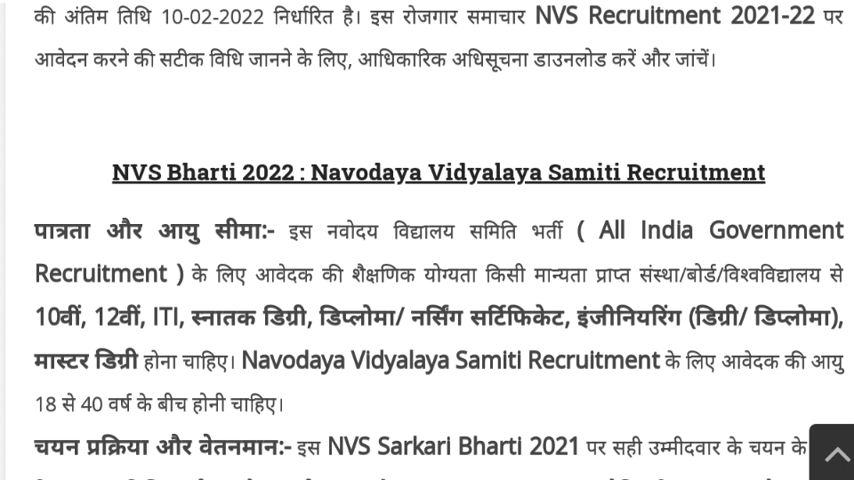 की अंतिम तिथि 10-02-2022 निर्धारित है। इस रोजगार समाचार NVS Recruitment 2021-22 पर
आवेदन करने की सटीक विधि जानने के लिए, आधिकारिक अधिसूचना डाउनलोड करें और जांचें।
NVS Bharti 2022 : Navodaya Vidyalaya Samiti Recruitment
पात्रता और आयु सीमा:- इस नवोदय विद्यालय समिति भर्ती ( All India Government
Recruitment ) के लिए आवेदक की शैक्षणिक योग्यता किसी मान्यता प्राप्त संस्था/बोर्ड/विश्वविद्यालय से
10वीं, 12वीं, ITI, स्नातक डिग्री, डिप्लोमा/ नर्सिंग सर्टिफिकेट, इंजीनियरिंग (डिग्री/ डिप्लोमा),
मास्टर डिग्री होना चाहिए। Navodaya Vidyalaya Samiti Recruitment के लिए आवेदक की आयु
18 से 40 वर्ष के बीच होनी चाहिए।
चयन प्रक्रिया और वेतनमान:- इस NVS Sarkari Bharti 2021 पर सही उम्मीदवार के चयन के